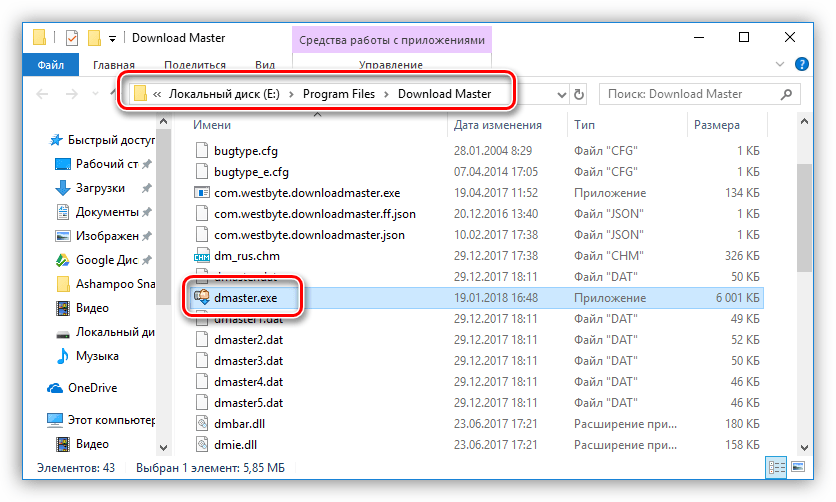 Download Master
Средства работы с приложениями
Файл Главная Поделиться Вид Управление
« Локальный диск (E:) > Program Files > Download Master
Поиск: Download Master
Имени Дата изменения Тип Размера
Быстрый доступ
Рабочий ст
Загрузки
Документы
Изображен
Google Дис
Ashampoo Sna
Видео
Локальный ди
Музыка
OneDrive
Этот компьютер
Видео
bugtype.cfg 28.01.2004 8:29 Файл "CFG" 1 КБ
bugtype_e.cfg 07.04.2014 17:05 Файл "CFG" 1 КБ
com.westbyte.downloadmaster.exe 19.04.2017 11:52 Приложение 134 КБ
com.westbyte.downloadmaster.ff.json 20.12.2016 13:40 Файл "JSON" 1 КБ
com.westbyte.downloadmaster.json 10.02.2017 17:38 Файл "JSON" 1 КБ
dm_rus.chm 29.12.2017 17:38 Файл "CHM" 326 КБ
dmaster.dat 29.12.2017 18:11 Файл "DAT" 50 КБ
dmaster.exe 19.01.2018 16:48 Приложение 6 001 КБ
dmaster1.dat 29.12.2017 18:11 Файл "DAT" 49 КБ
dmaster2.dat 29.12.2017 18:11 Файл "DAT" 52 КБ
dmaster3.dat 29.12.2017 18:11 Файл "DAT" 50 КБ
dmaster4.dat 29.12.2017 18:11 Файл "DAT" 46 КБ
dmaster5.dat 29.12.2017 18:11 Файл "DAT" 46 КБ
dmbar.dll 23.06.2017 17:21 Расширение при... 180 КБ
dmie.dll 23.06.2017 17:21 Расширение при... 158 КБ
Элементов: 43 Выбран 1 элемент: 5,85 МБ